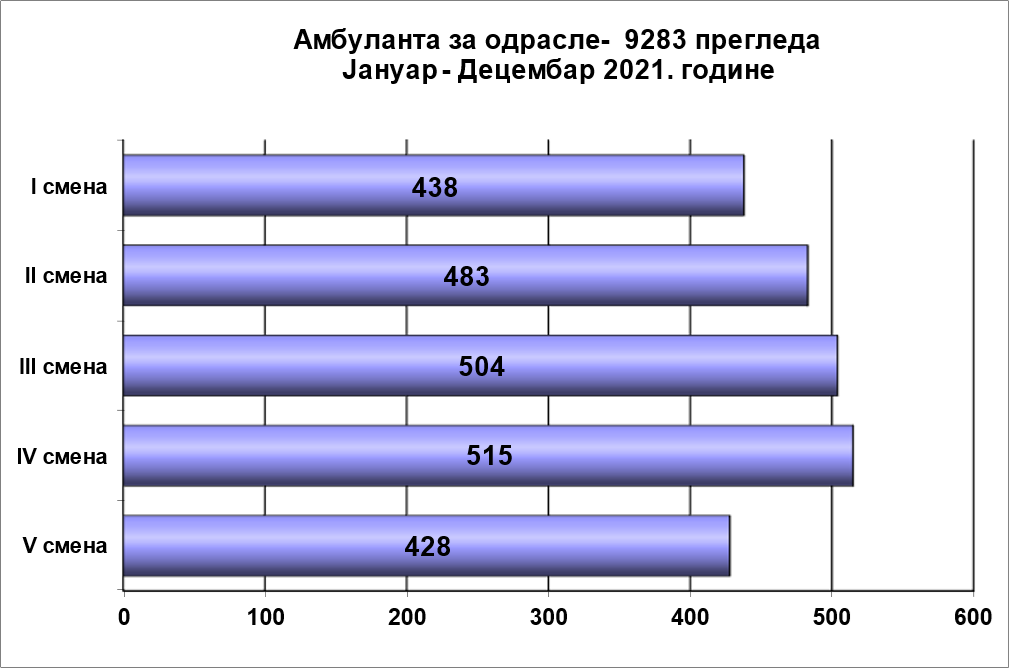 Амбуланта за одрасле-  9283 прегледа
Јануар - Децембар 2021. године
I смена
438
II смена
483
III смена
504
IV смена
515
V смена
428
0 100 200 300 400 500 600